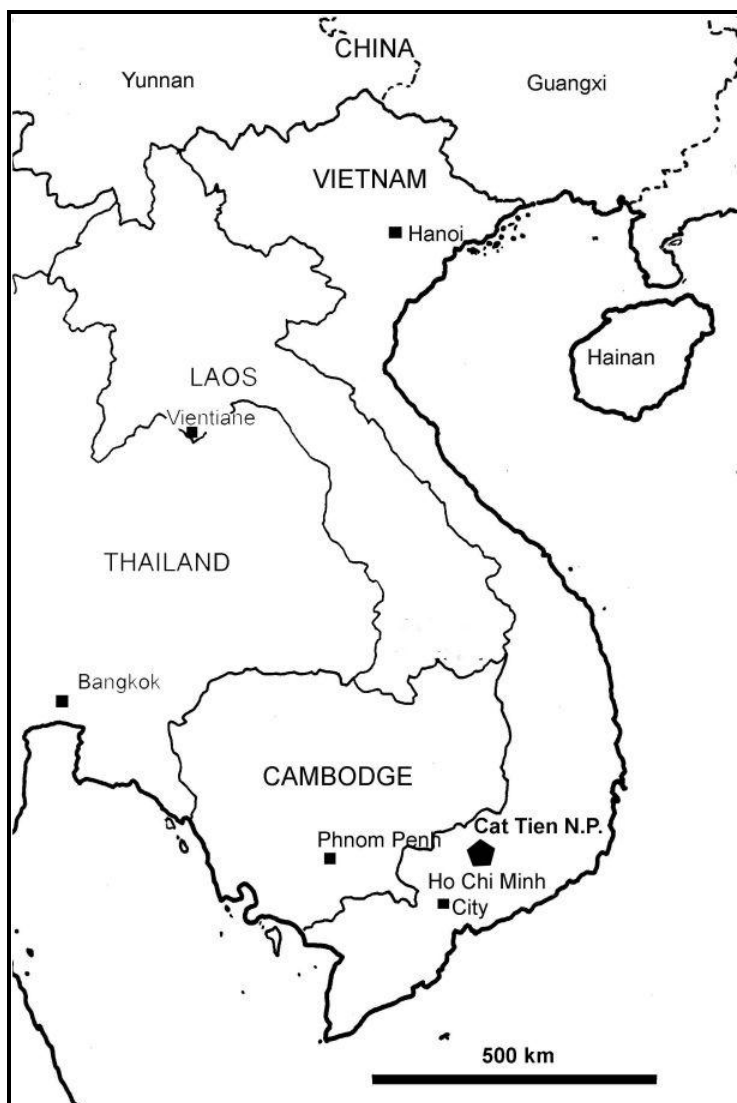 CHINA
Yunnan
Guangxi
VIETNAM
Hanoi
Hainan
LAOS
Vientiane
THAILAND
Bangkok
CAMBODGE
Cat Tien N.P.
Phnom Penh
Ho Chi Minh
City
500 km